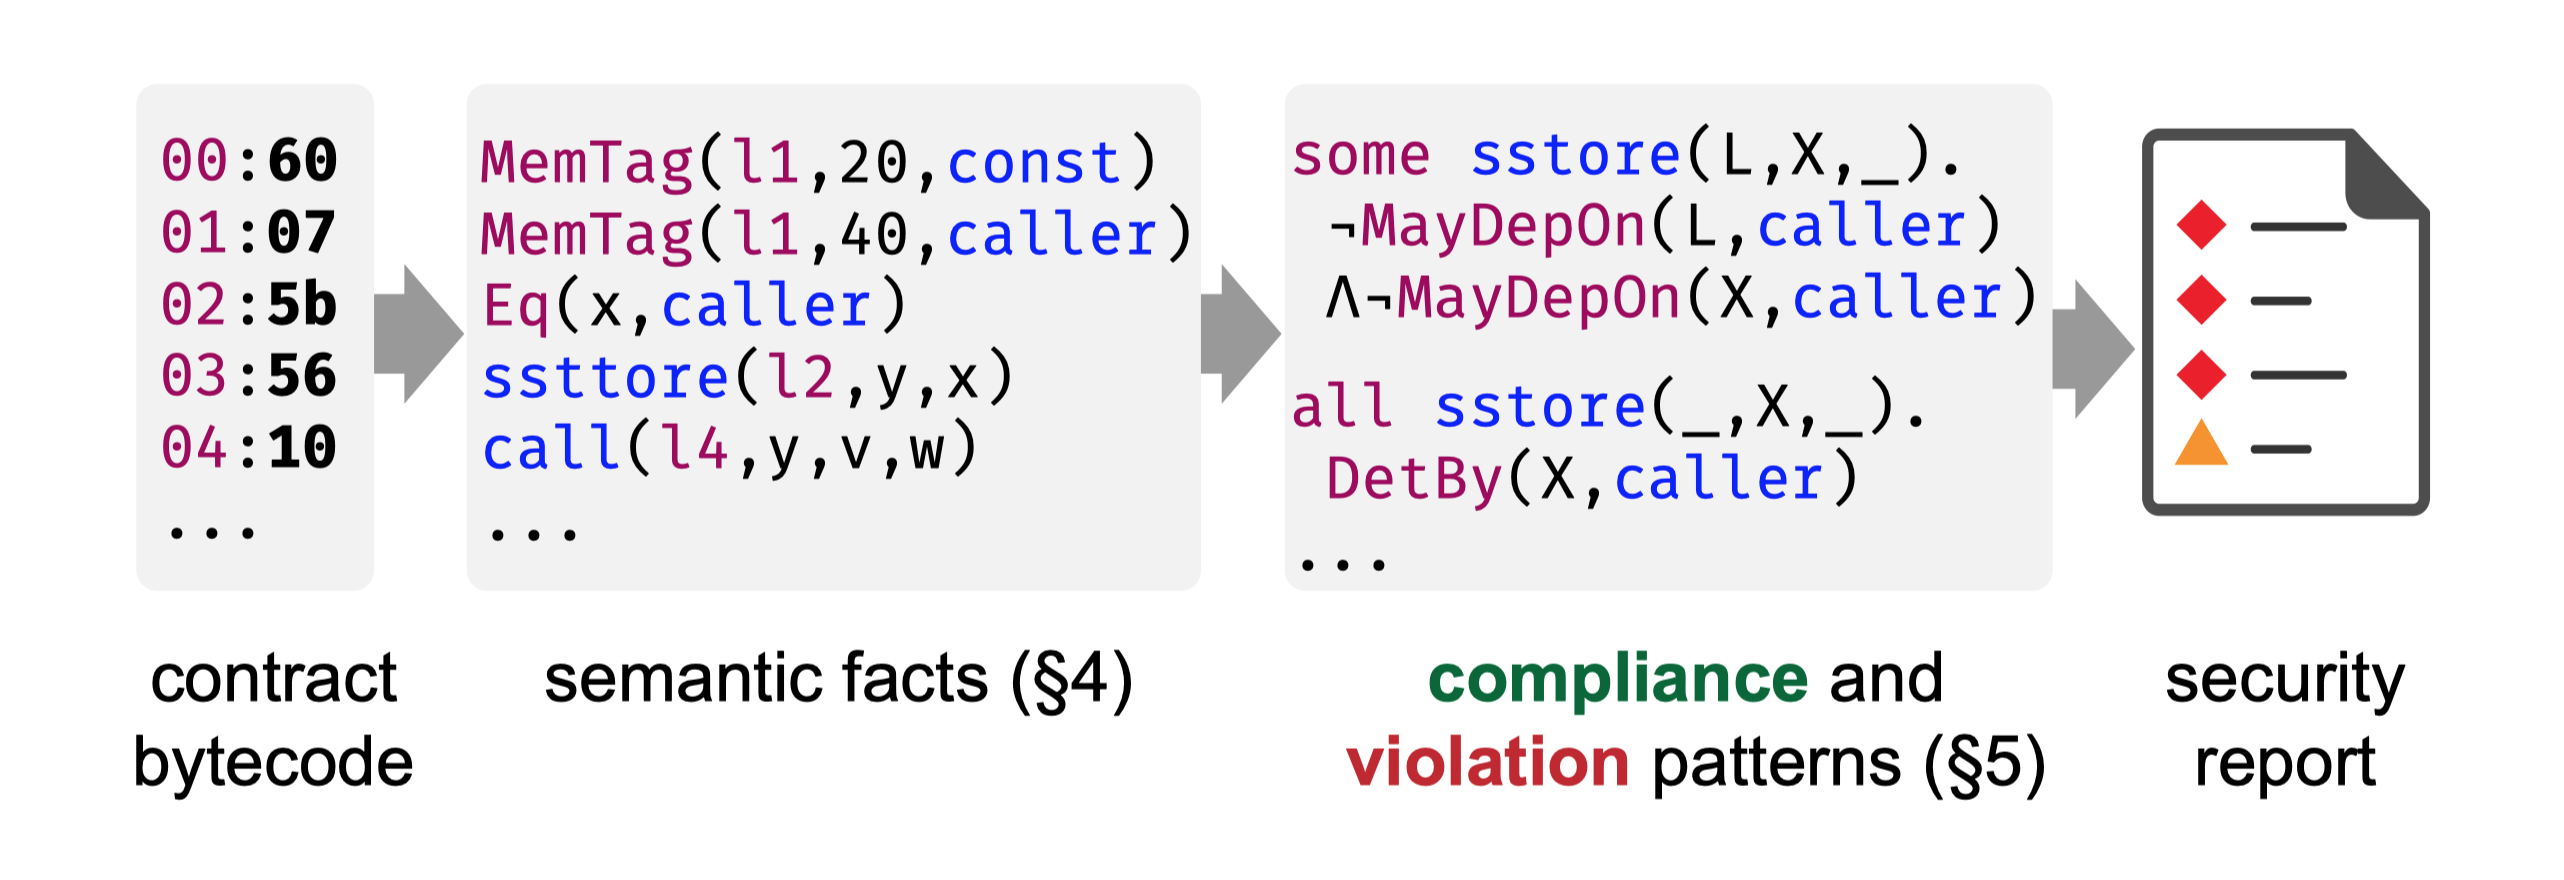 00:60
01:07
02:5b
03:56
04:10
...
contract
bytecode
MemTag(l1,20,const)
MemTag(l1,40,caller)
Eq(x,caller)
ssttore(l2,y,x)
call(l4,y,v,w)
...
semantic facts (§4)
some sstore(L,X,_).
¬MayDepOn(L,caller)
∧¬MayDepOn(X,caller)
all sstore(_,X,_).
DetBy(X,caller)
...
compliance and
violation patterns (§5)
security
report